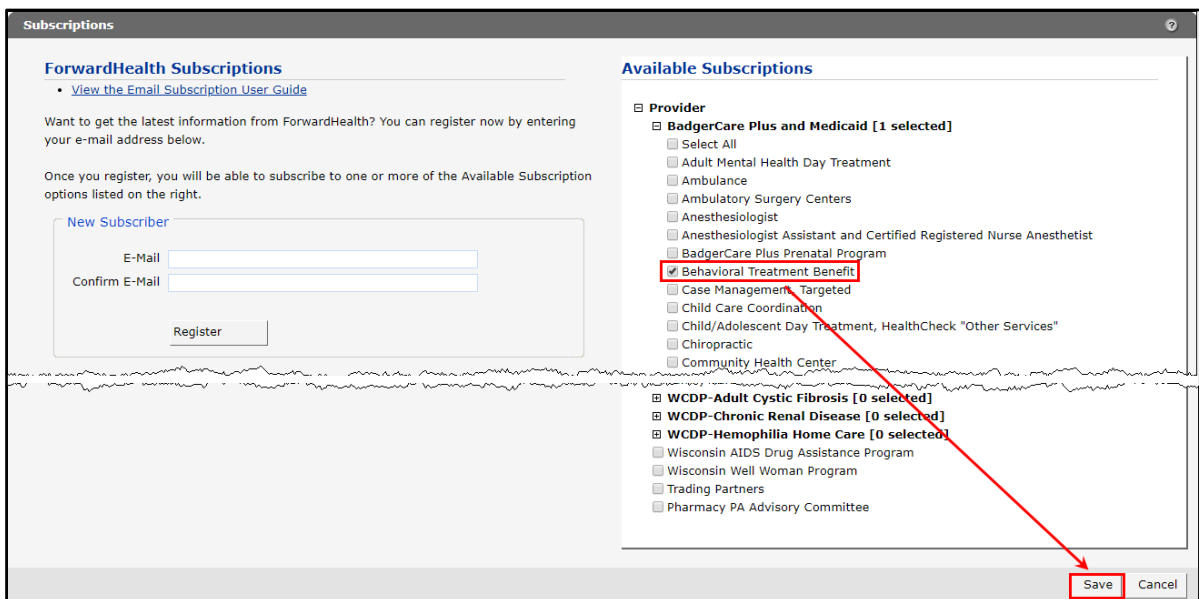 Subscriptions
?
ForwardHealth Subscriptions
• View the Email Subscription User Guide
Want to get the latest information from ForwardHealth? You can register now by entering
your e-mail address below.
Once you register, you will be able to subscribe to one or more of the Available Subscription
options listed on the right.
New Subscriber
E-Mail
Confirm E-Mail
Register
Available Subscriptions
Provider
BadgerCare Plus and Medicaid [1 selected]
Select All
Adult Mental Health Day Treatment
Ambulance
Ambulatory Surgery Centers
Anesthesiologist
Anesthesiologist Assistant and Certified Registered Nurse Anesthetist
BadgerCare Plus Prenatal Program
Behavioral Treatment Benefit
Case Management, Targeted
Child Care Coordination
Child/Adolescent Day Treatment, HealthCheck "Other Services"
Chiropractic
Community Health Center
WCDP-Adult Cystic Fibrosis [0 selected]
WCDP-Chronic Renal Disease [0 selected]
WCDP-Hemophilia Home Care [0 selected]
Wisconsin AIDS Drug Assistance Program
Wisconsin Well Woman Program
Trading Partners
Pharmacy PA Advisory Committee
Save
Cancel